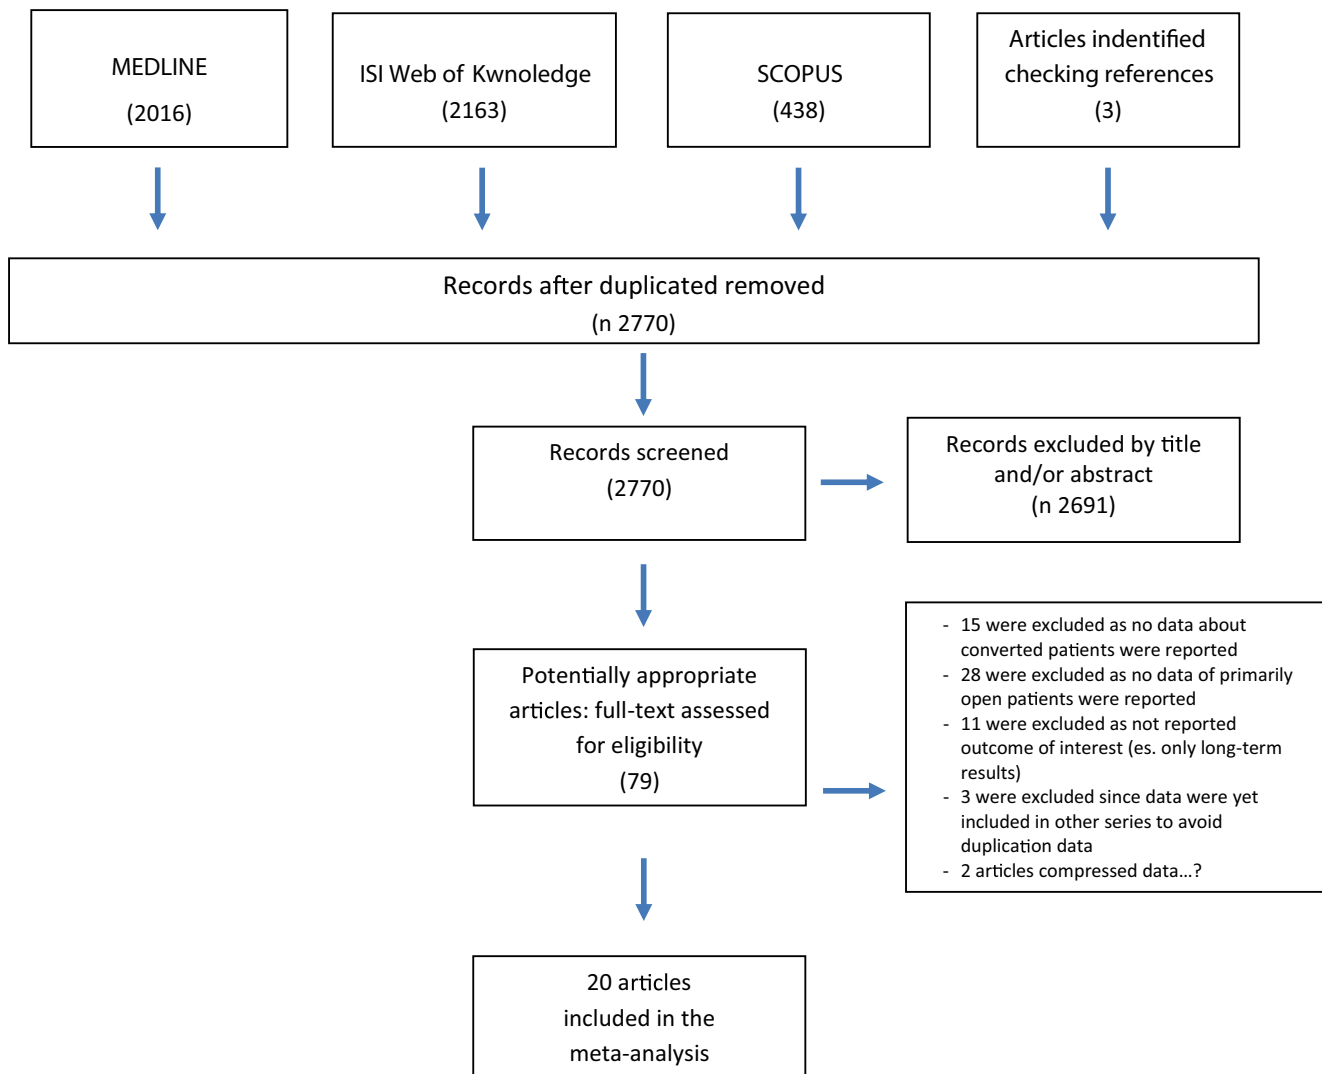 MEDLINE
(2016)
ISI Web of Kwnoledge
(2163)
SCOPUS
(438)
Articles indentified
checking references
(3)
Records after duplicated removed
(n 2770)
Records screened
(2770)
Records excluded by title
and/or abstract
(n 2691)
Potentially appropriate
articles: full-text assessed
for eligibility
(79)
- 15 were excluded as no data about
converted patients were reported
- 28 were excluded as no data of primarily
open patients were reported
- 11 were excluded as not reported
outcome of interest (es. only long-term
results)
- 3 were excluded since data were yet
included in other series to avoid
duplication data
- 2 articles compressed data...?
20 articles
included in the
meta-analysis